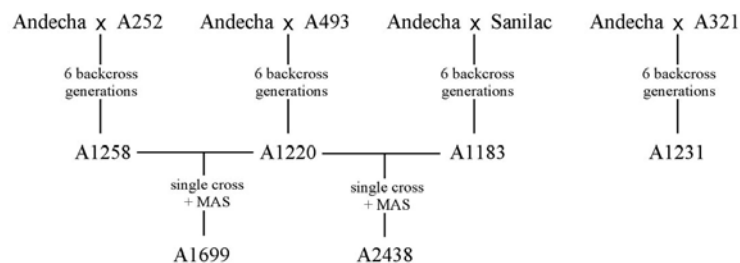 Andecha x A252 Andecha x A493 Andecha x Sanilac Andecha x A321
6 backcross generations 6 backcross generations 6 backcross generations 6 backcross generations
A1258 A1220 A1183 A1231
single cross + MAS single cross + MAS
A1699 A2438